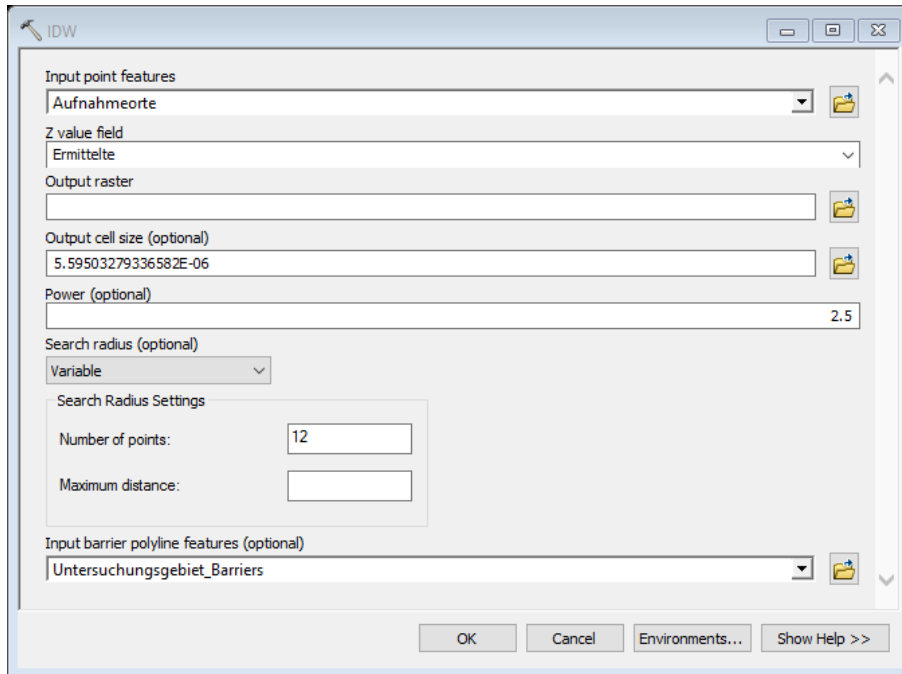 IDW
Input point features
Aufnahmeorte
Z value field
Ermittelte
Output raster
Output cell size (optional)
5.59503279336582E-06
Power (optional)
2.5
Search radius (optional)
Variable
Search Radius Settings
Number of points:
12
Maximum distance:
Input barrier polyline features (optional)
Untersuchungsgebiet_Barriers
OK Cancel Environments... Show Help >>